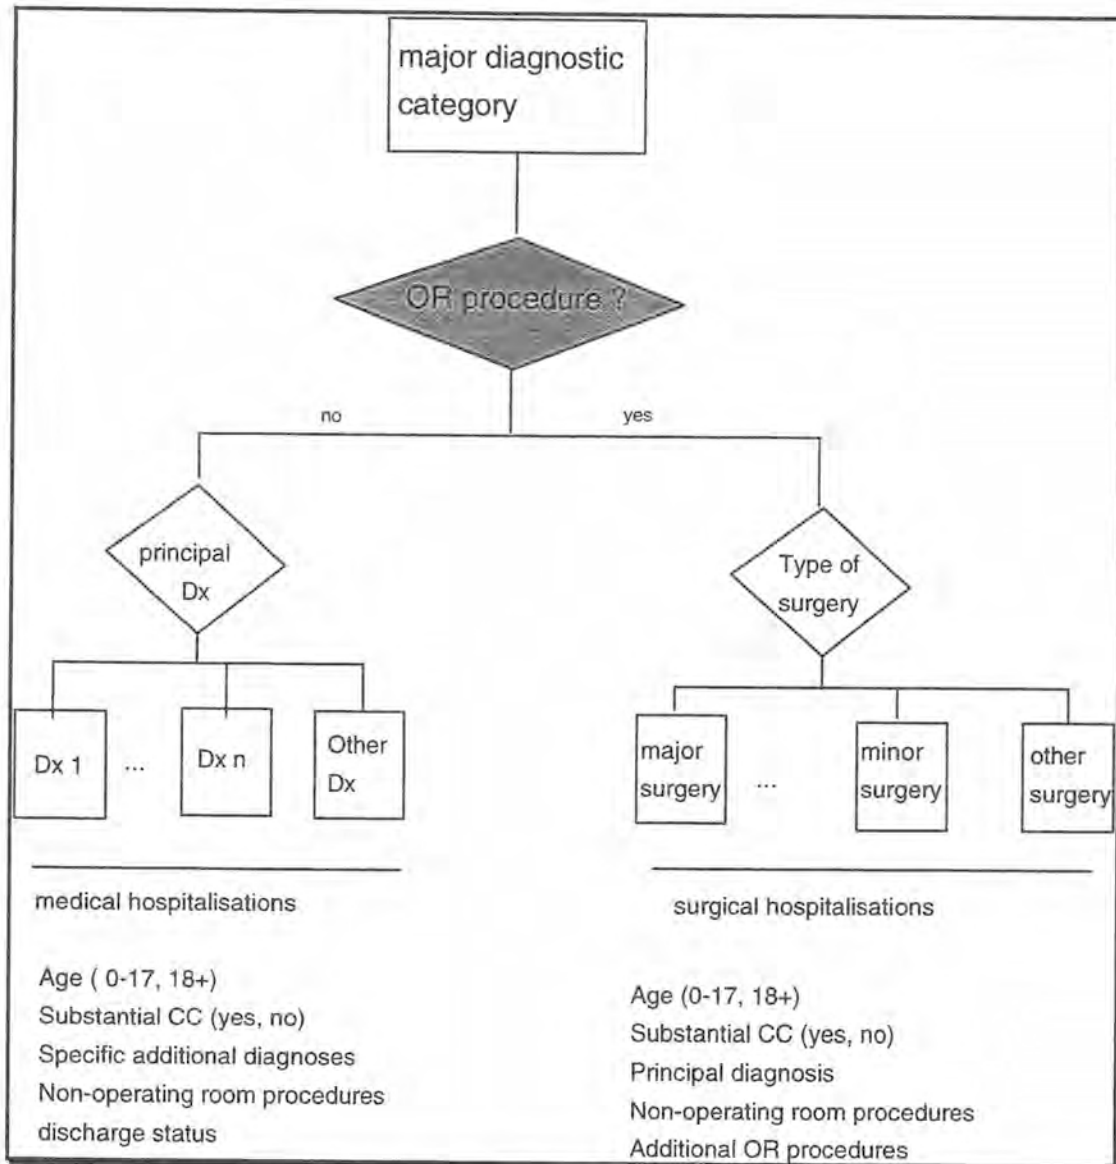 major diagnostic
category
OR procedure ?
no
yes
principal
Dx
Type of
surgery
Dx 1
...
Dx n
Other
Dx
major
surgery
...
minor
surgery
other
surgery
medical hospitalisations
Age ( 0-17, 18+)
Substantial CC (yes, no)
Specific additional diagnoses
Non-operating room procedures
discharge status
surgical hospitalisations
Age (0-17, 18+)
Substantial CC (yes, no)
Principal diagnosis
Non-operating room procedures
Additional OR procedures